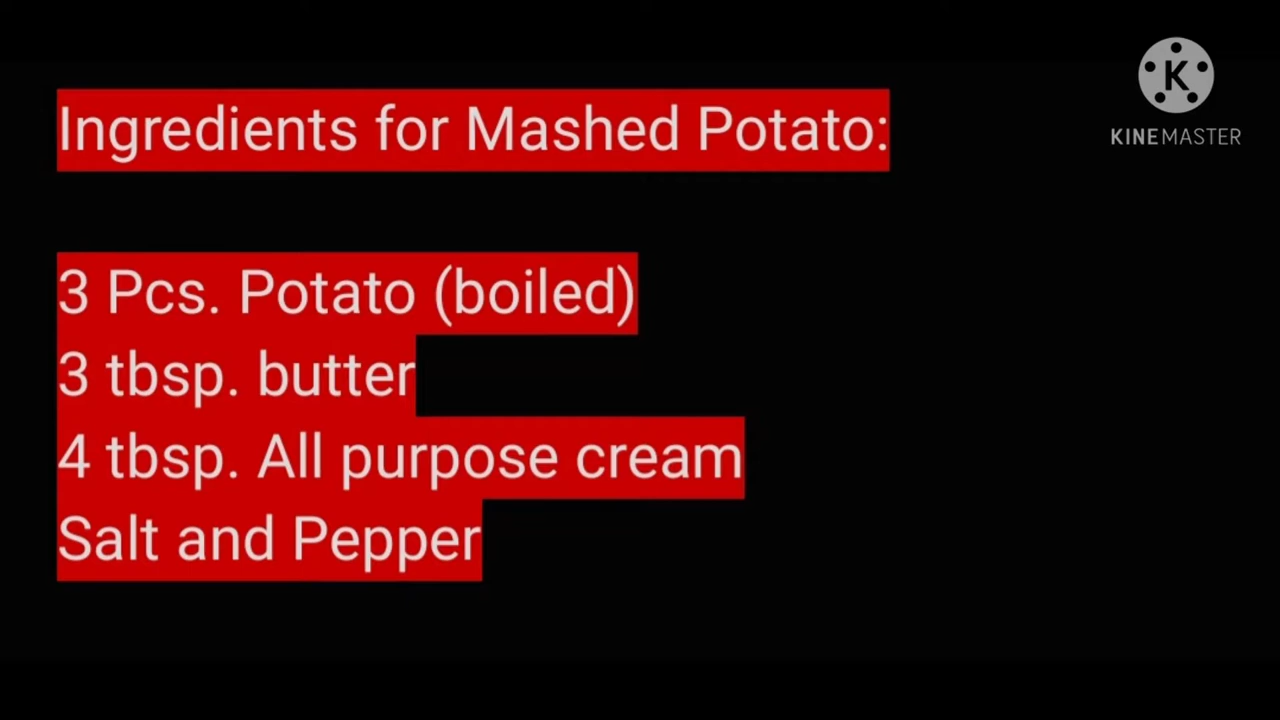 Ingredients for Mashed Potato:
3 Pcs. Potato (boiled)
3 tbsp. butter
4 tbsp. All purpose cream
Salt and Pepper
K
KINEMASTER